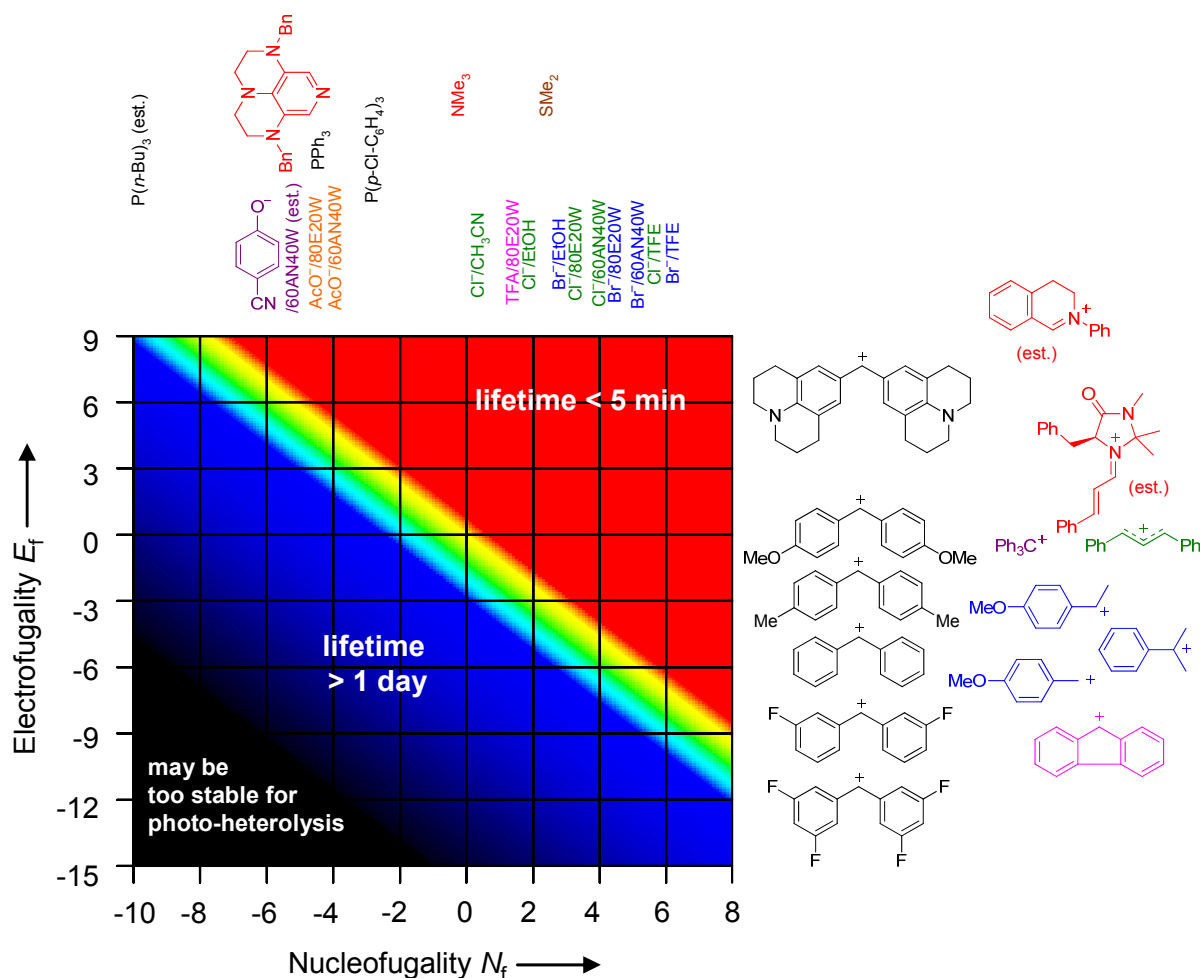 Bn
N
N
N
N
Bn
P(n-Bu)₃ (est.)
PPh₃
P(p-Cl-C₆H₄)₃
NMe₃
SMe₂
O⁻
CN
/60AN40W (est.)
AcO⁻/80E20W
AcO⁻/60AN40W
Cl⁻/CH₃CN
TFA/80E20W
Cl⁻/EtOH
Br⁻/EtOH
Cl⁻/80E20W
Cl⁻/60AN40W
Br⁻/80E20W
Br⁻/60AN40W
Cl⁻/TFE
Br⁻/TFE
Electrofugality E_f
9
6
3
0
-3
-6
-9
-12
-15
lifetime < 5 min
lifetime
> 1 day
may be
too stable for
photo-heterolysis
-10 -8 -6 -4 -2 0 2 4 6 8
Nucleofugality N_f
+
N N
+
MeO OMe
+
Me Me
+
+
F F
+
F F
F F
+
N
Ph
(est.)
O
N
Ph
+
N
Ph
(est.)
Ph₃C⁺
+
Ph Ph
MeO
+
+
MeO
+
+